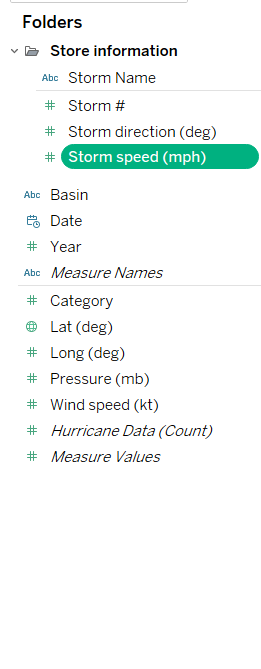 Folders
Store information
Abc Storm Name
# Storm #
# Storm direction (deg)
# Storm speed (mph)
Abc Basin
Date
# Year
Abc Measure Names
# Category
Lat (deg)
# Long (deg)
# Pressure (mb)
# Wind speed (kt)
# Hurricane Data (Count)
# Measure Values